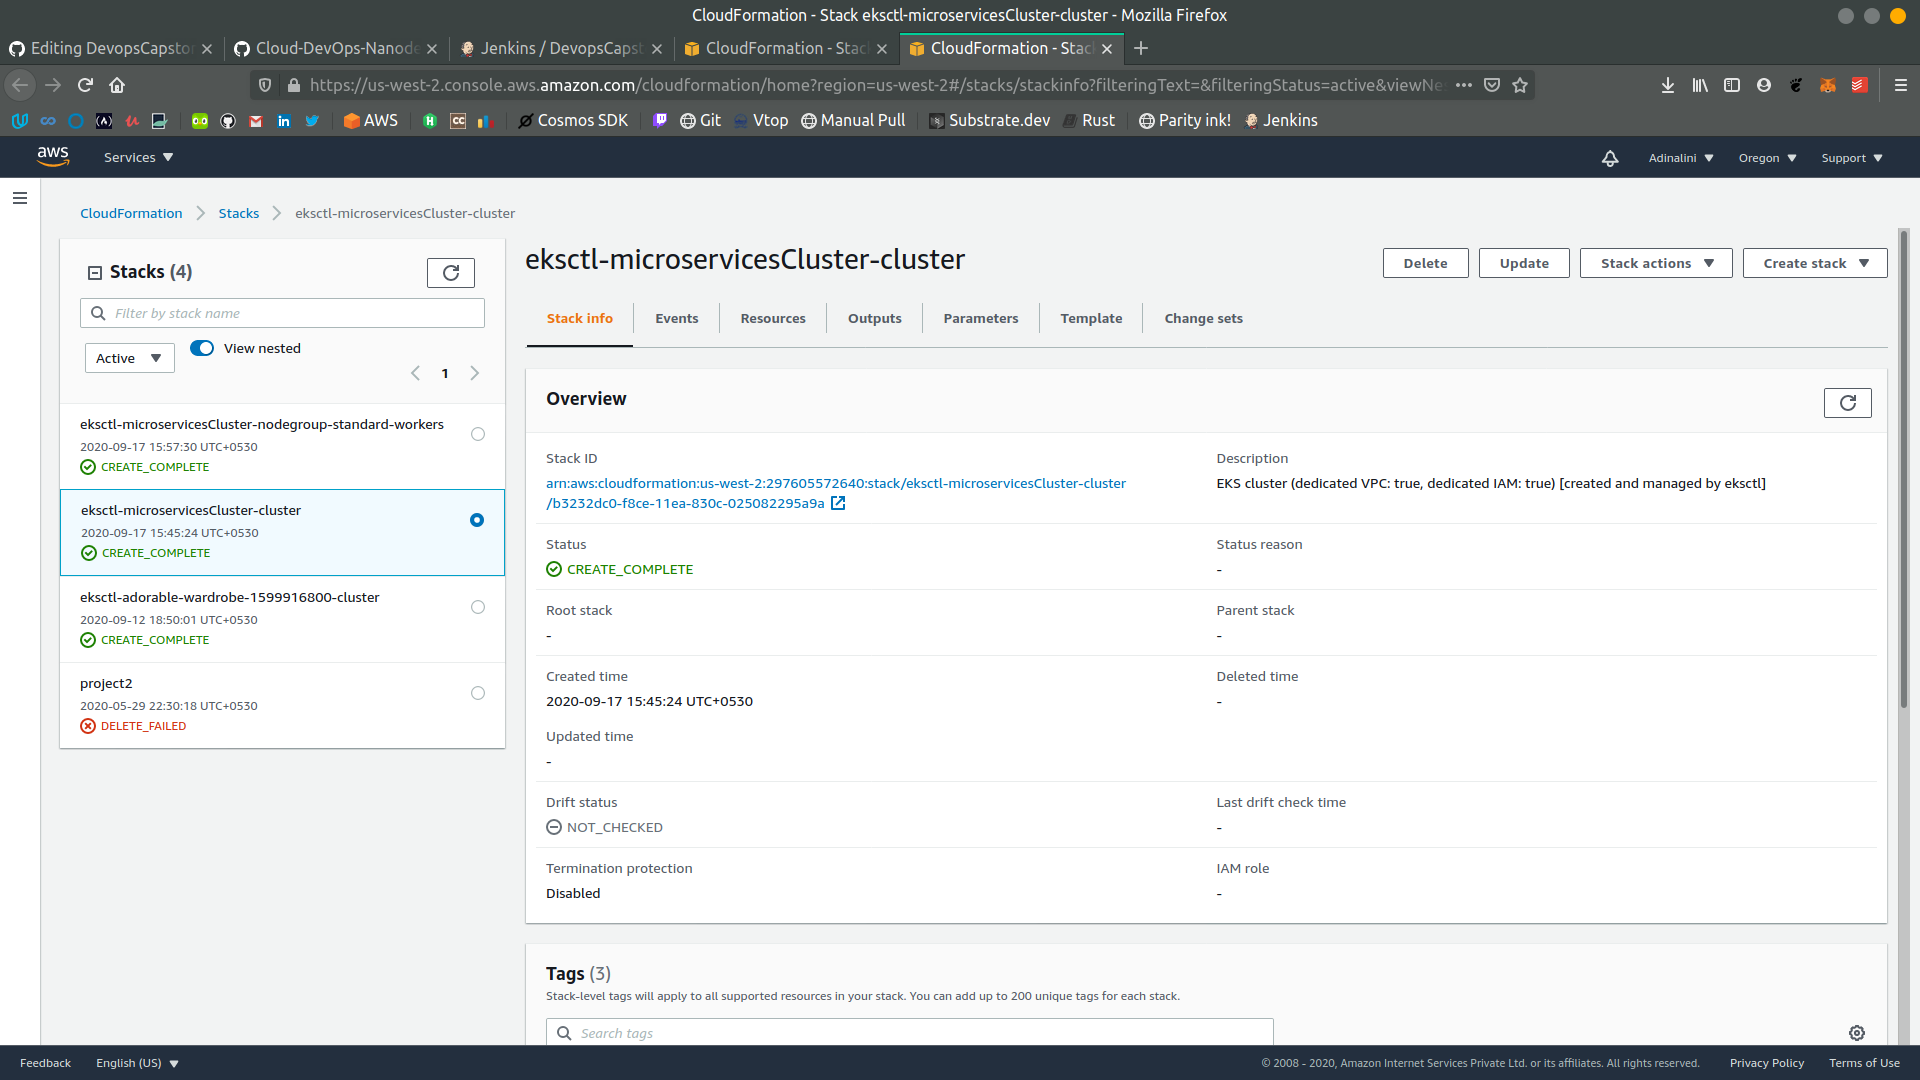 CloudFormation - Stack eksctl-microservicesCluster-cluster - Mozilla Firefox
Editing DevopsCapsto
Cloud-DevOps-Nanode
Jenkins / DevopsCaps
CloudFormation - Stac
CloudFormation - Stac
https://us-west-2.console.aws.amazon.com/cloudformation/home?region=us-west-2#/stacks/stackinfo?filteringText=&filteringStatus=active&viewNe
AWS
Cosmos SDK
Git
Vtop
Manual Pull
Substrate.dev
Rust
Parity ink!
Jenkins
aws
Services
Adinalini
Oregon
Support
CloudFormation
Stacks
eksctl-microservicesCluster-cluster
Stacks (4)
Filter by stack name
Active
View nested
1
eksctl-microservicesCluster-nodegroup-standard-workers
2020-09-17 15:57:30 UTC+0530
CREATE_COMPLETE
eksctl-microservicesCluster-cluster
2020-09-17 15:45:24 UTC+0530
CREATE_COMPLETE
eksctl-adorable-wardrobe-1599916800-cluster
2020-09-12 18:50:01 UTC+0530
CREATE_COMPLETE
project2
2020-05-29 22:30:18 UTC+0530
DELETE_FAILED
eksctl-microservicesCluster-cluster
Delete
Update
Stack actions
Create stack
Stack info
Events
Resources
Outputs
Parameters
Template
Change sets
Overview
Stack ID
arn:aws:cloudformation:us-west-2:297605572640:stack/eksctl-microservicesCluster-cluster
/b3232dc0-f8ce-11ea-830c-025082295a9a
Description
EKS cluster (dedicated VPC: true, dedicated IAM: true) [created and managed by eksctl]
Status
CREATE_COMPLETE
Status reason
-
Root stack
-
Parent stack
-
Created time
2020-09-17 15:45:24 UTC+0530
Deleted time
-
Updated time
-
Drift status
NOT_CHECKED
Last drift check time
-
Termination protection
Disabled
IAM role
-
Tags (3)
Stack-level tags will apply to all supported resources in your stack. You can add up to 200 unique tags for each stack.
Search tags
Feedback
English (US)
© 2008 - 2020, Amazon Internet Services Private Ltd. or its affiliates. All rights reserved.
Privacy Policy
Terms of Use